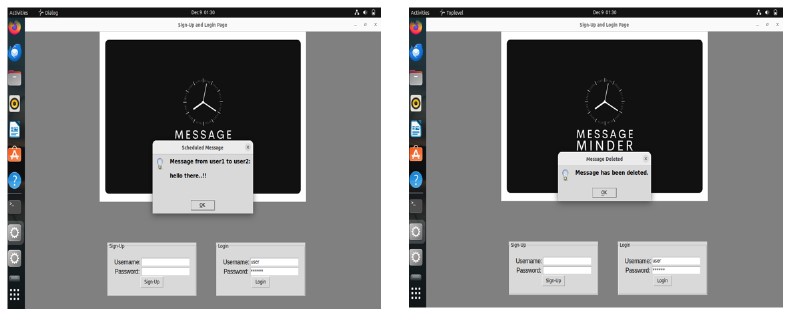 Activities Dialog Dec 9 01:30
Sign-Up and Login Page
MESSAGE
Scheduled Message
Message from user1 to user2:
hello there..!!
OK
Sign-Up
Username:
Password:
Sign-Up
Login
Username: user
Password: ******
Login
Activities Toplevel Dec 9 01:30
Sign-Up and Login Page
MESSAGE
MINDER
Message Deleted
Message has been deleted.
OK
Sign-Up
Username:
Password:
Sign-Up
Login
Username: user
Password: ******
Login